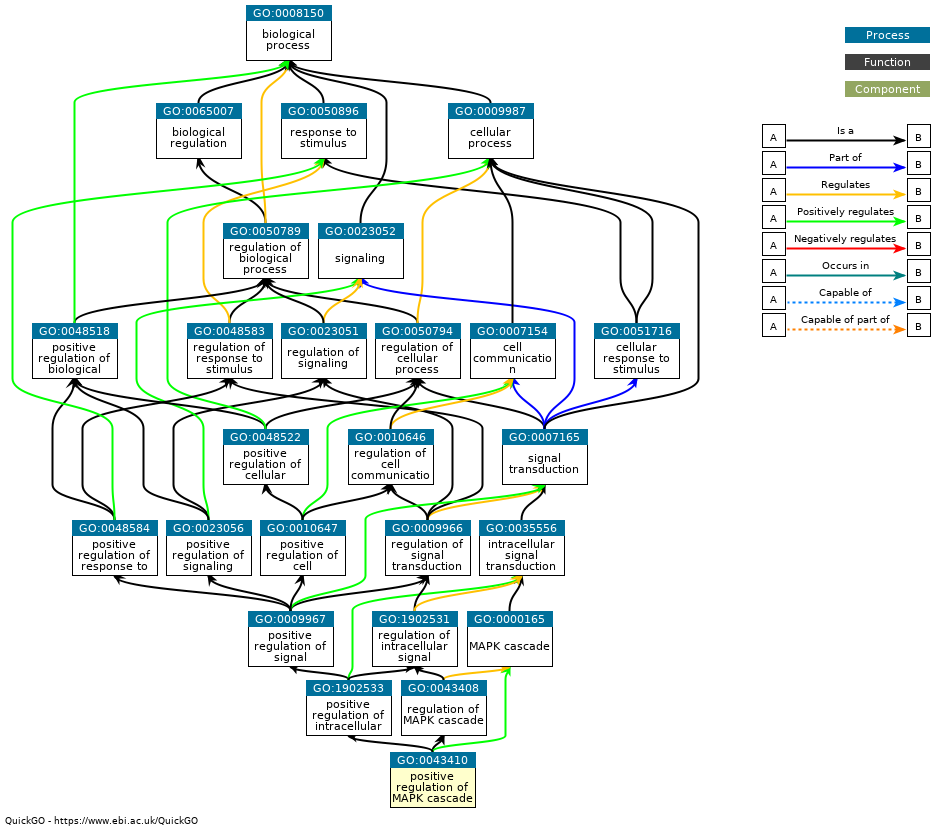 GO:0008150
biological
process
Process
Function
Component
GO:0065007
biological
regulation
GO:0050896
response to
stimulus
GO:0009987
cellular
process
A Is a B
A Part of B
A Regulates B
A Positively regulates B
A Negatively regulates B
A Occurs in B
A Capable of B
A Capable of part of B
GO:0050789
regulation of
biological
process
GO:0023052
signaling
GO:0048518
positive
regulation of
biological
GO:0048583
regulation of
response to
stimulus
GO:0023051
regulation of
signaling
GO:0050794
regulation of
cellular
process
GO:0007154
cell
communicatio
n
GO:0051716
cellular
response to
stimulus
GO:0048522
positive
regulation of
cellular
GO:0010646
regulation of
cell
communicatio
GO:0007165
signal
transduction
GO:0048584
positive
regulation of
response to
GO:0023056
positive
regulation of
signaling
GO:0010647
positive
regulation of
cell
GO:0009966
regulation of
signal
transduction
GO:0035556
intracellular
signal
transduction
GO:0009967
positive
regulation of
signal
GO:1902531
regulation of
intracellular
signal
GO:0000165
MAPK cascade
GO:1902533
positive
regulation of
intracellular
GO:0043408
regulation of
MAPK cascade
GO:0043410
positive
regulation of
MAPK cascade
QuickGO - https://www.ebi.ac.uk/QuickGO